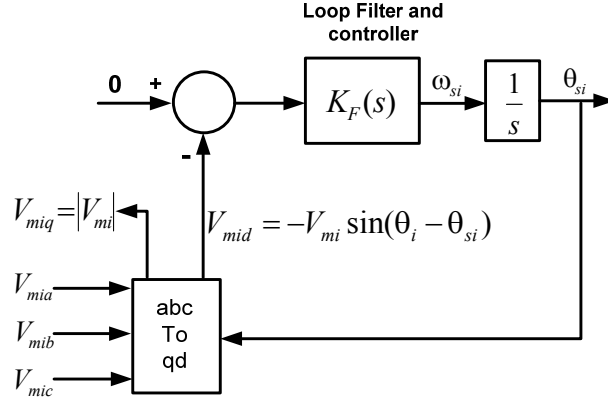 Loop Filter and
controller
0 + K_F(s) ω_si 1/s θ_si
-
V_miq = |V_mi| V_mid = −V_mi sin(θ_i − θ_si)
V_mia
V_mib
V_mic
abc
To
qd